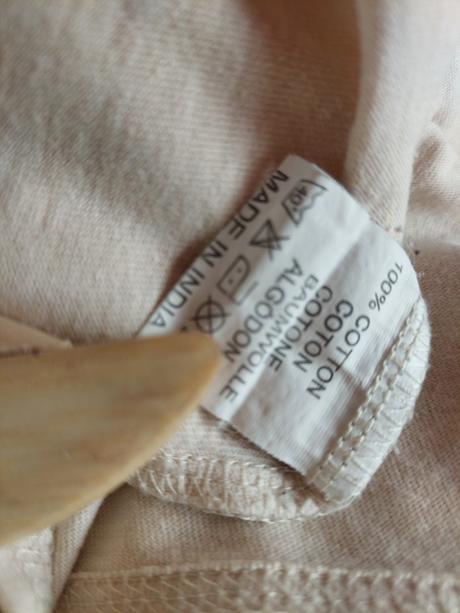 100% COTTON
COTON
COTONE
BAUMWOLLE
ALGODON
40
MADE IN INDIA